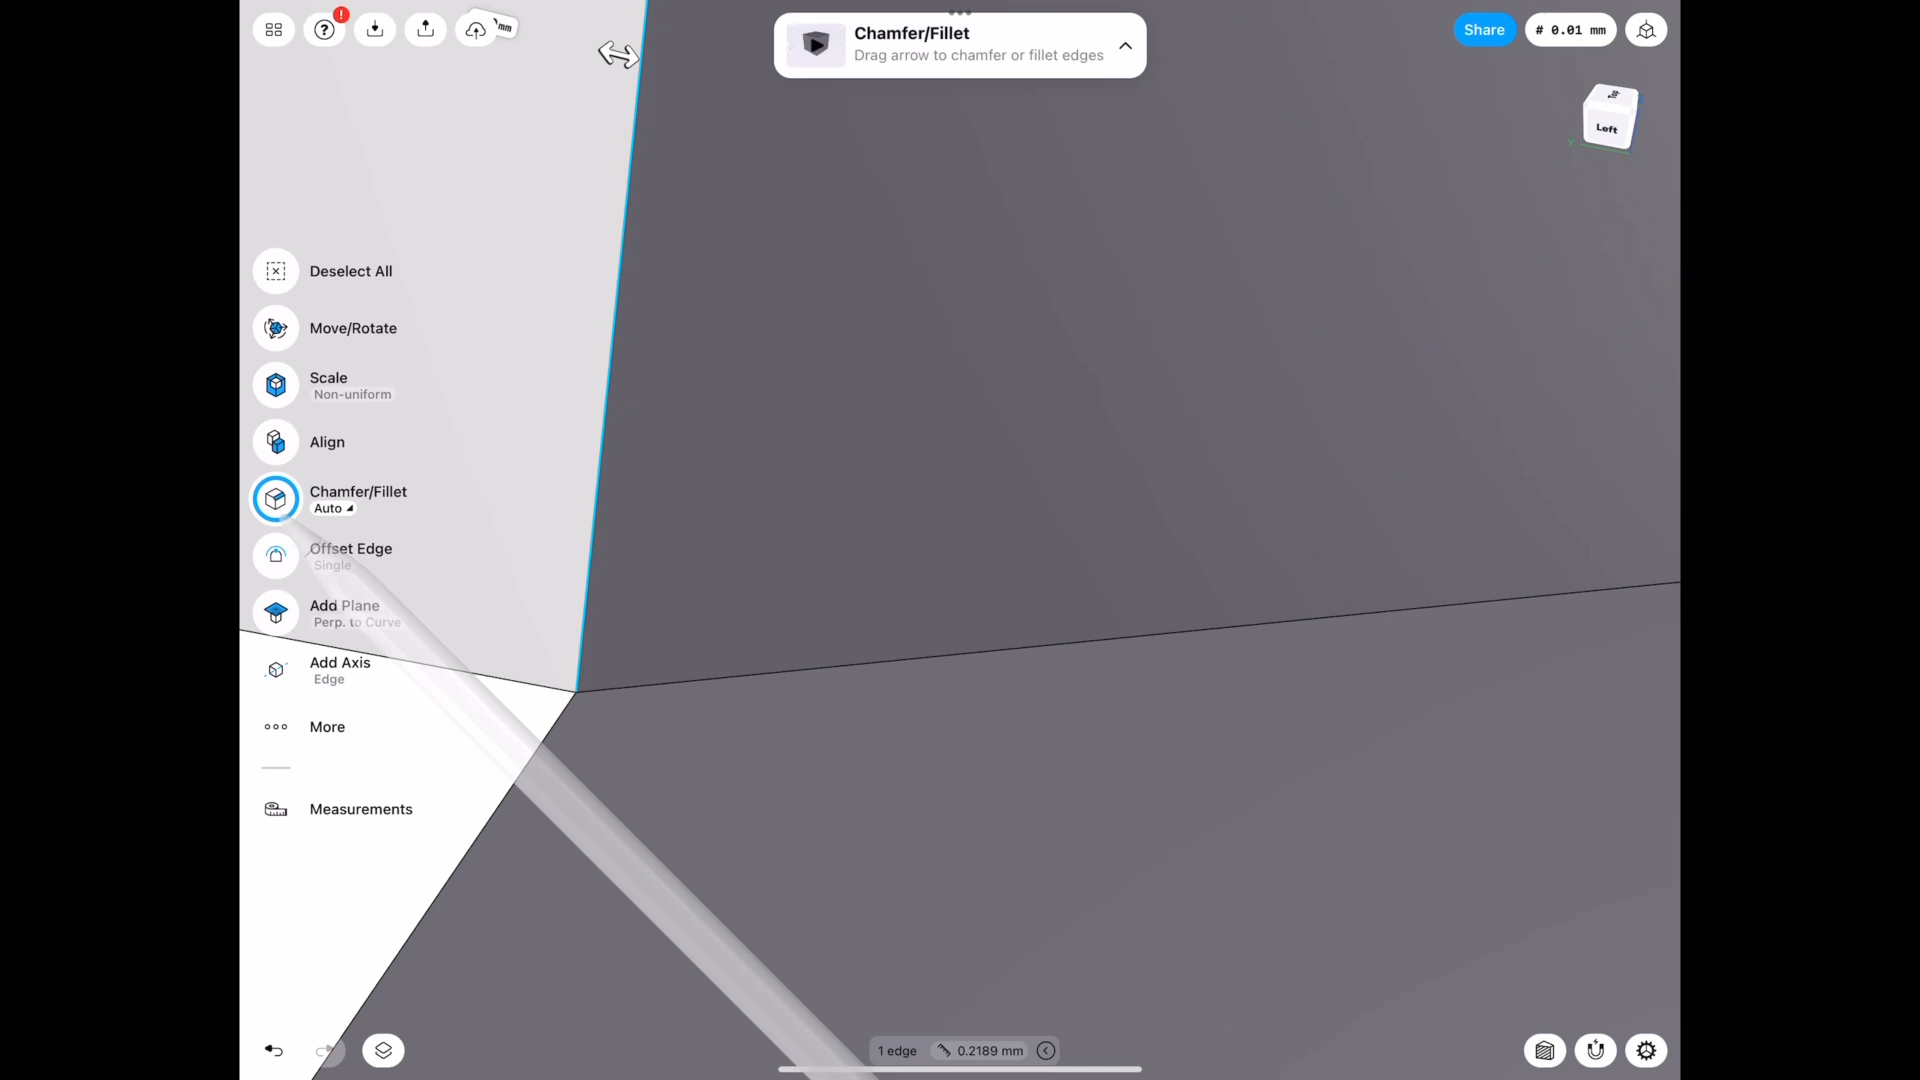 mm
Chamfer/Fillet
Drag arrow to chamfer or fillet edges
Share
# 0.01 mm
Left
Deselect All
Move/Rotate
Scale
Non-uniform
Align
Chamfer/Fillet
Auto
Offset Edge
Single
Add Plane
Perp. to Curve
Add Axis
Edge
More
Measurements
1 edge
0.2189 mm